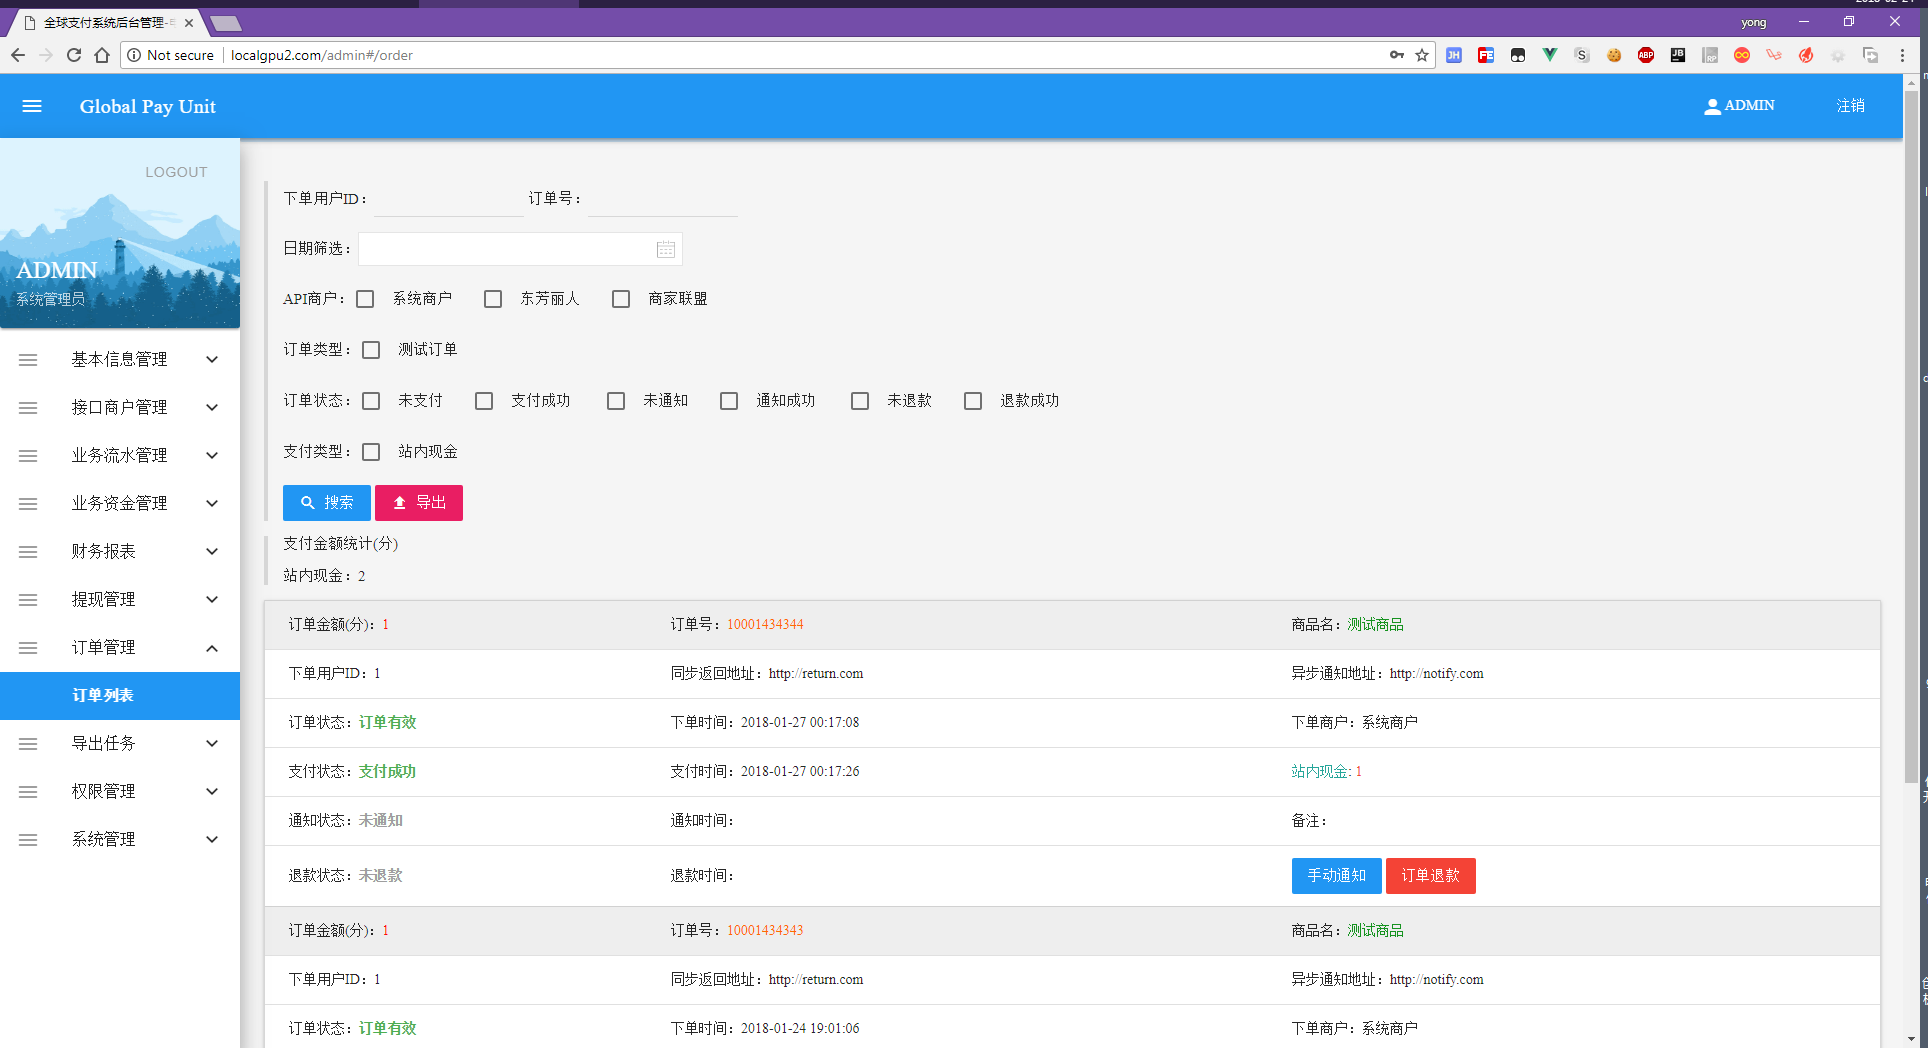 全球支付系统后台管理-
yong
Not secure localgpu2.com/admin#/order
Global Pay Unit
ADMIN 注销
LOGOUT
ADMIN
系统管理员
基本信息管理
接口商户管理
业务流水管理
业务资金管理
财务报表
提现管理
订单管理
订单列表
导出任务
权限管理
系统管理
下单用户ID： 订单号：
日期筛选：
API商户： 系统商户 东芳丽人 商家联盟
订单类型： 测试订单
订单状态： 未支付 支付成功 未通知 通知成功 未退款 退款成功
支付类型： 站内现金
搜索 导出
支付金额统计(分)
站内现金：2
订单金额(分)：1 订单号：10001434344 商品名：测试商品
下单用户ID：1 同步返回地址：http://return.com 异步通知地址：http://notify.com
订单状态：订单有效 下单时间：2018-01-27 00:17:08 下单商户：系统商户
支付状态：支付成功 支付时间：2018-01-27 00:17:26 站内现金: 1
通知状态：未通知 通知时间： 备注：
退款状态：未退款 退款时间： 手动通知 订单退款
订单金额(分)：1 订单号：10001434343 商品名：测试商品
下单用户ID：1 同步返回地址：http://return.com 异步通知地址：http://notify.com
订单状态：订单有效 下单时间：2018-01-24 19:01:06 下单商户：系统商户